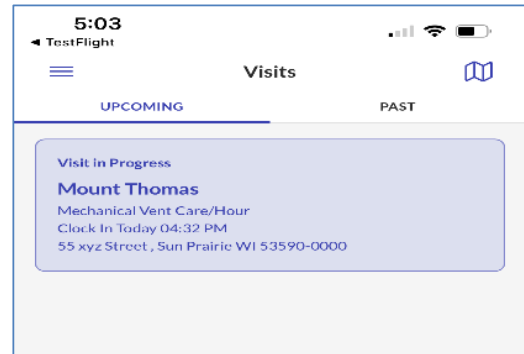 5:03
◀ TestFlight
Visits
UPCOMING
PAST
Visit in Progress
Mount Thomas
Mechanical Vent Care/Hour
Clock In Today 04:32 PM
55 xyz Street , Sun Prairie WI 53590-0000